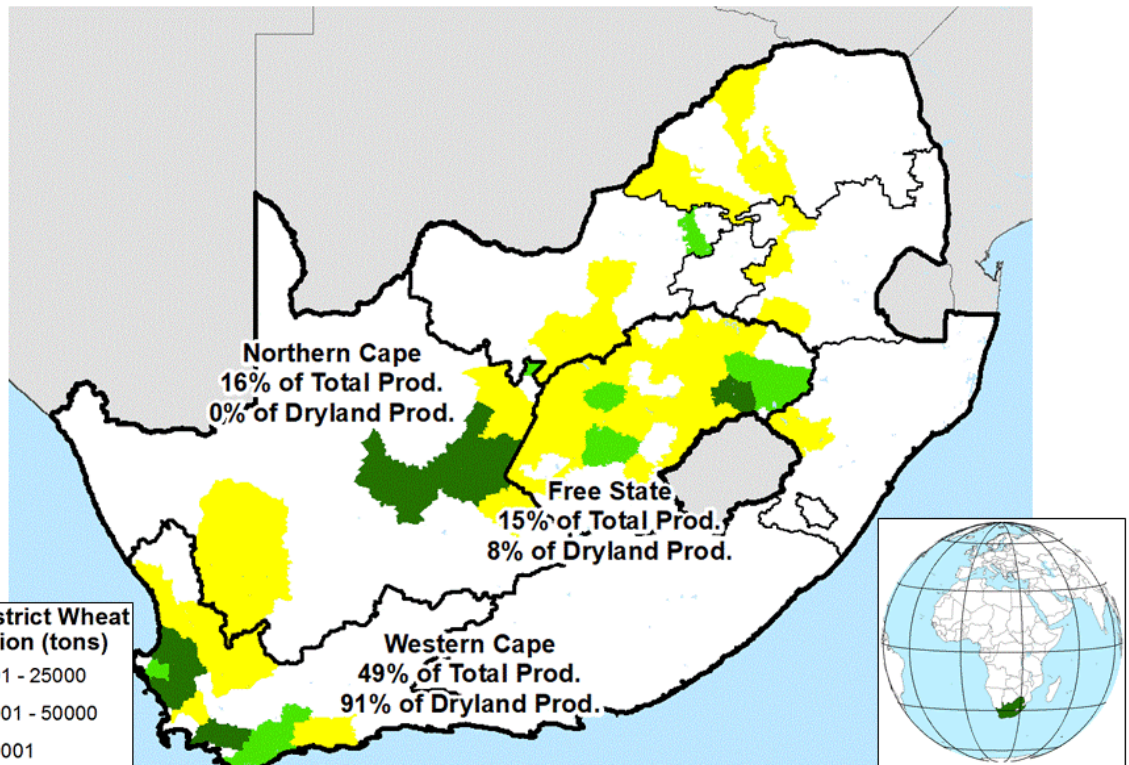 Northern Cape
16% of Total Prod.
0% of Dryland Prod.
Free State
15% of Total Prod.
8% of Dryland Prod.
Western Cape
49% of Total Prod.
91% of Dryland Prod.
strict Wheat
ion (tons)
1 - 25000
001 - 50000
0001